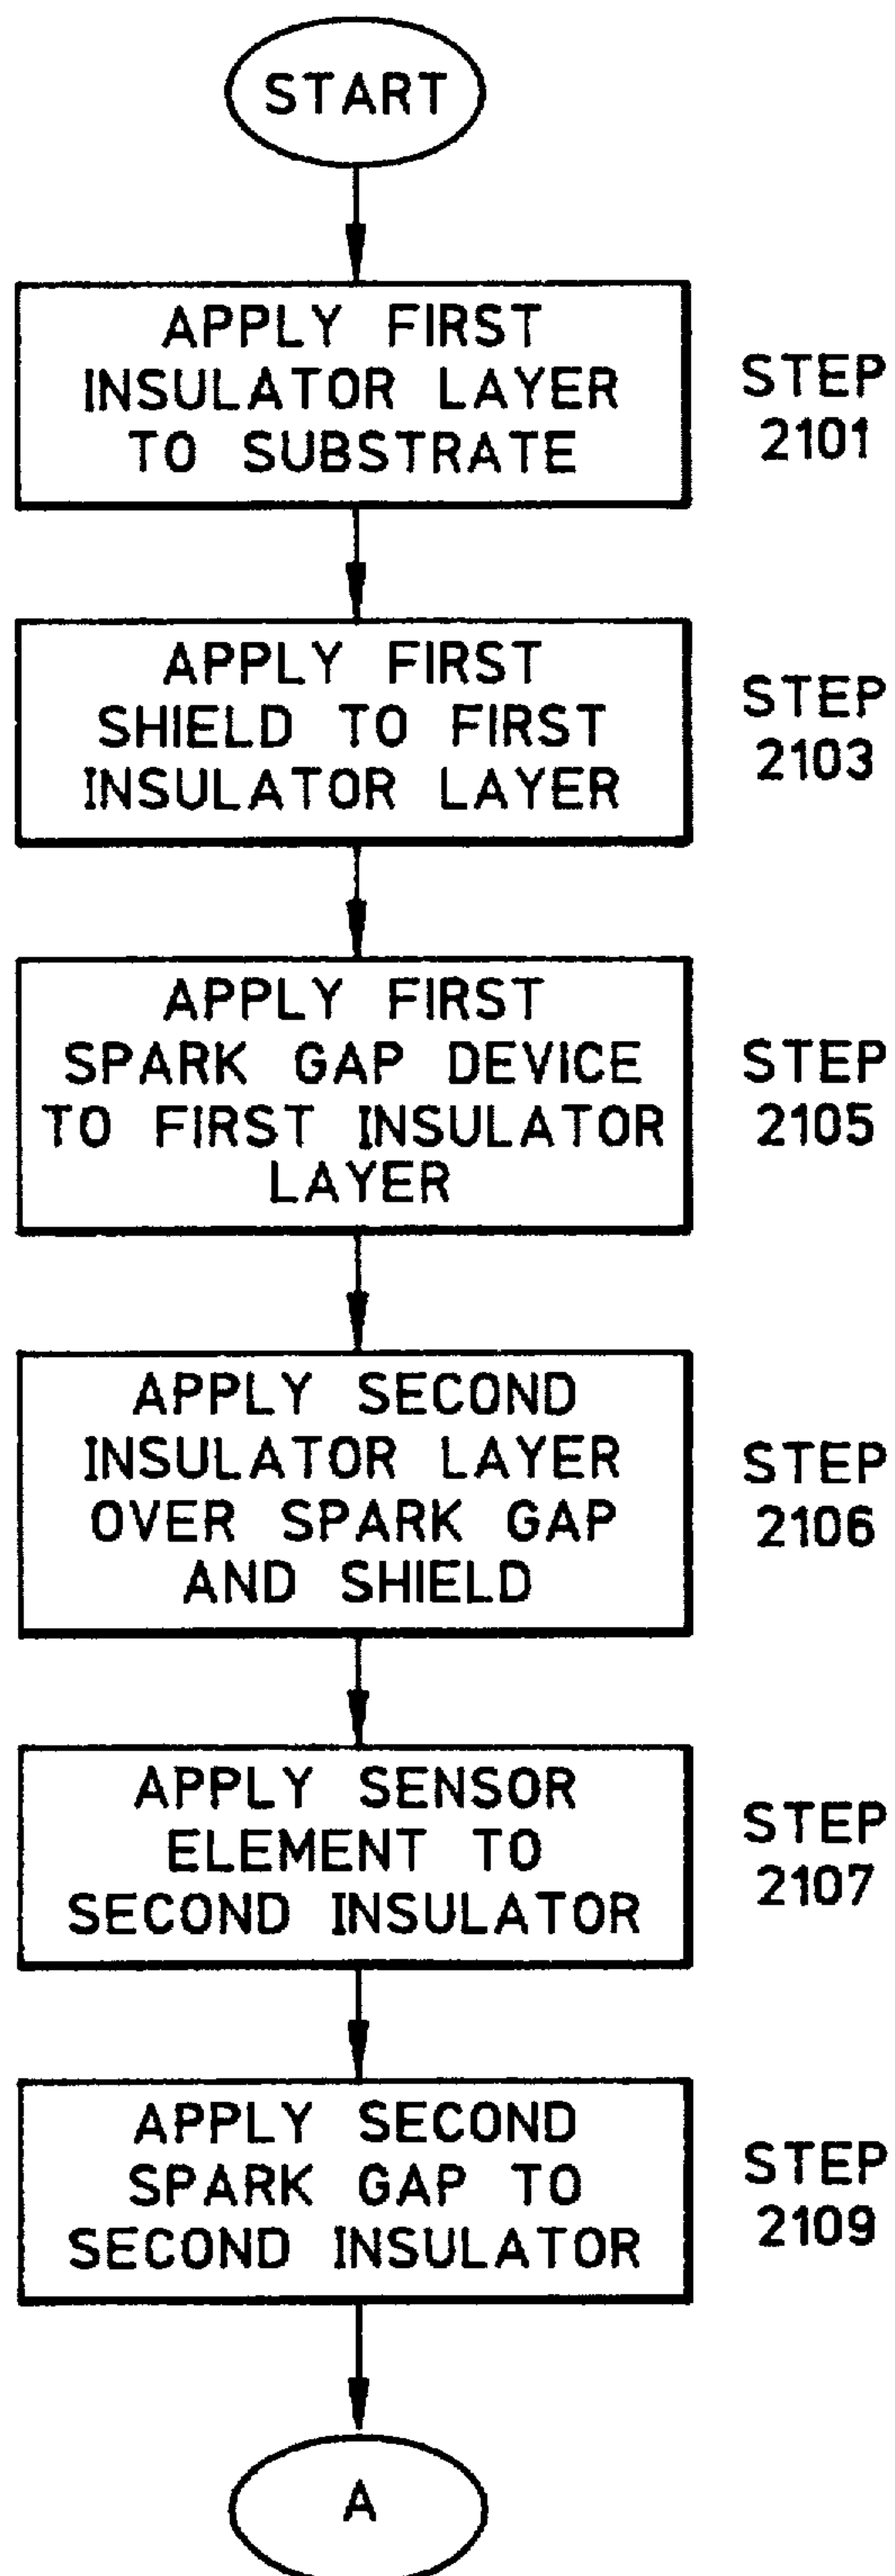 START
APPLY FIRST
INSULATOR LAYER
TO SUBSTRATE
STEP
2101
APPLY FIRST
SHIELD TO FIRST
INSULATOR LAYER
STEP
2103
APPLY FIRST
SPARK GAP DEVICE
TO FIRST INSULATOR
LAYER
STEP
2105
APPLY SECOND
INSULATOR LAYER
OVER SPARK GAP
AND SHIELD
STEP
2106
APPLY SENSOR
ELEMENT TO
SECOND INSULATOR
STEP
2107
APPLY SECOND
SPARK GAP TO
SECOND INSULATOR
STEP
2109
A